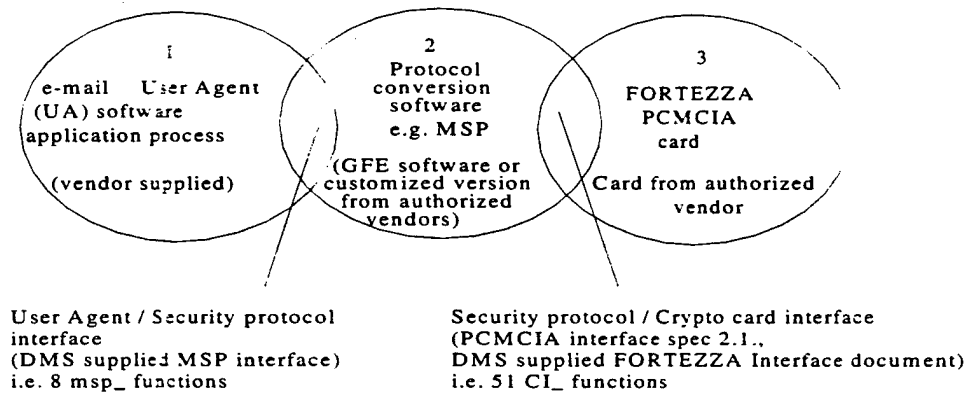 1
e-mail User Agent
(UA) software
application process
(vendor supplied)
2
Protocol
conversion
software
e.g. MSP
(GFE software or
customized version
from authorized
vendors)
3
FORTEZZA
PCMCIA
card
Card from authorized
vendor
User Agent / Security protocol
interface
(DMS supplied MSP interface)
i.e. 8 msp_ functions
Security protocol / Crypto card interface
(PCMCIA interface spec 2.1.,
DMS supplied FORTEZZA Interface document)
i.e. 51 CI_ functions